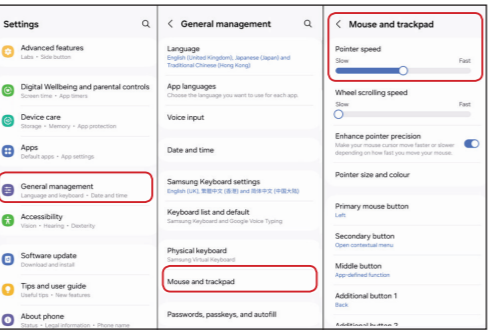 Settings
Advanced features
Labs • Side button
Digital Wellbeing and parental controls
Screen time • App timers
Device care
Storage • Memory • App protection
Apps
Default apps • App settings
General management
Language and keyboard • Date and time
Accessibility
Vision • Hearing • Dexterity
Software update
Download and install
Tips and user guide
Useful tips • New features
About phone
Status • Legal information • Phone name
General management
Language
English (United Kingdom), Japanese (Japan) and
Traditional Chinese (Hong Kong)
App languages
Choose the language you want to use for each app.
Voice input
Date and time
Samsung Keyboard settings
English (UK), 繁體中文 (香港) and 简体中文 (中国大陆)
Keyboard list and default
Samsung Keyboard and Google Voice Typing
Physical keyboard
Samsung Virtual Keyboard
Mouse and trackpad
Passwords, passkeys, and autofill
Mouse and trackpad
Pointer speed
Slow Fast
Wheel scrolling speed
Slow Fast
Enhance pointer precision
Make your mouse cursor move faster or slower
depending on how fast you move your mouse.
Pointer size and colour
Primary mouse button
Left
Secondary button
Open contextual menu
Middle button
App-defined function
Additional button 1
Back
Additional button 2